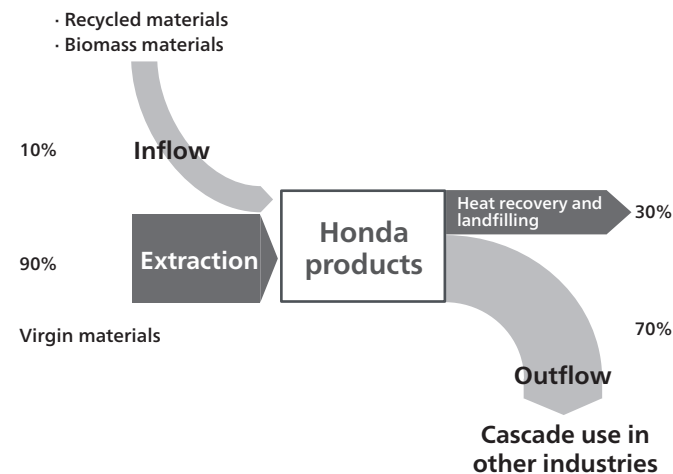 · Recycled materials
· Biomass materials
10%
Inflow
90%
Extraction
Virgin materials
Honda
products
Heat recovery and
landfilling
30%
70%
Outflow
Cascade use in
other industries